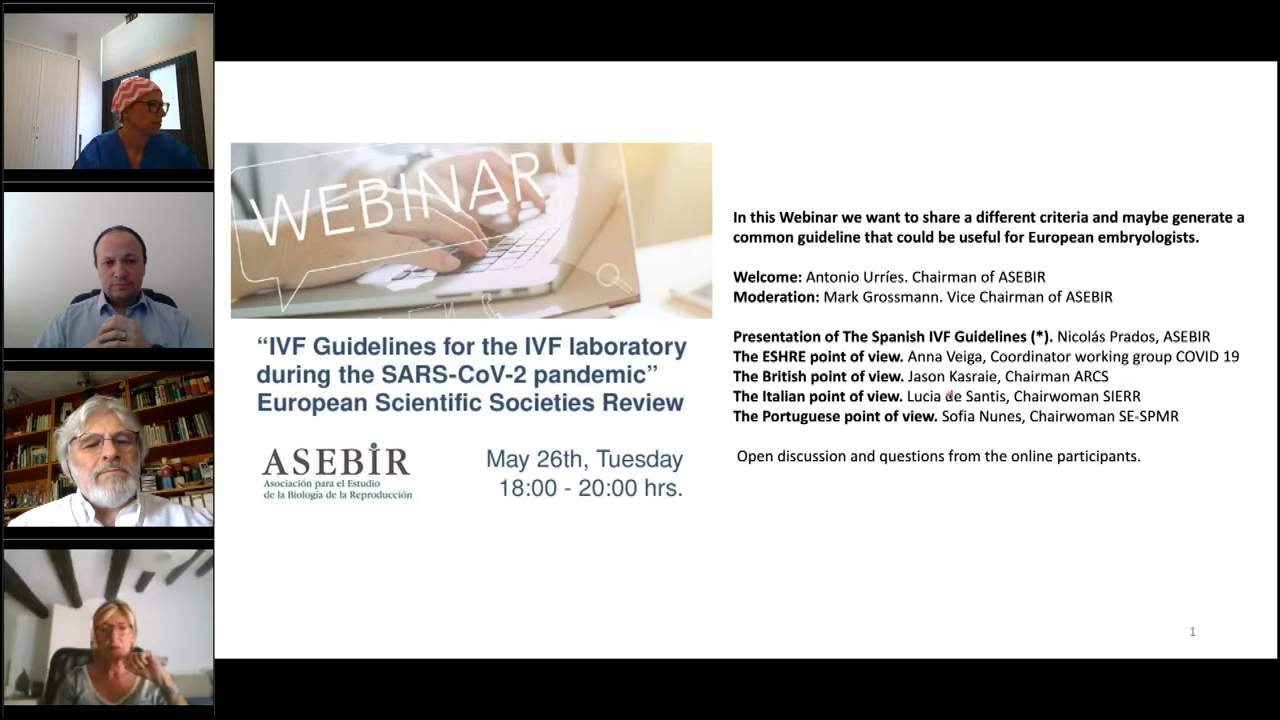 WEBINAR
“IVF Guidelines for the IVF laboratory
during the SARS-CoV-2 pandemic”
European Scientific Societies Review
ASEBIR
Asociación para el Estudio
de la Biología de la Reproducción
May 26th, Tuesday
18:00 - 20:00 hrs.
In this Webinar we want to share a different criteria and maybe generate a
common guideline that could be useful for European embryologists.
Welcome: Antonio Urríes. Chairman of ASEBIR
Moderation: Mark Grossmann. Vice Chairman of ASEBIR
Presentation of The Spanish IVF Guidelines (*). Nicolás Prados, ASEBIR
The ESHRE point of view. Anna Veiga, Coordinator working group COVID 19
The British point of view. Jason Kasraie, Chairman ARCS
The Italian point of view. Lucia de Santis, Chairwoman SIERR
The Portuguese point of view. Sofia Nunes, Chairwoman SE-SPMR
Open discussion and questions from the online participants.
1